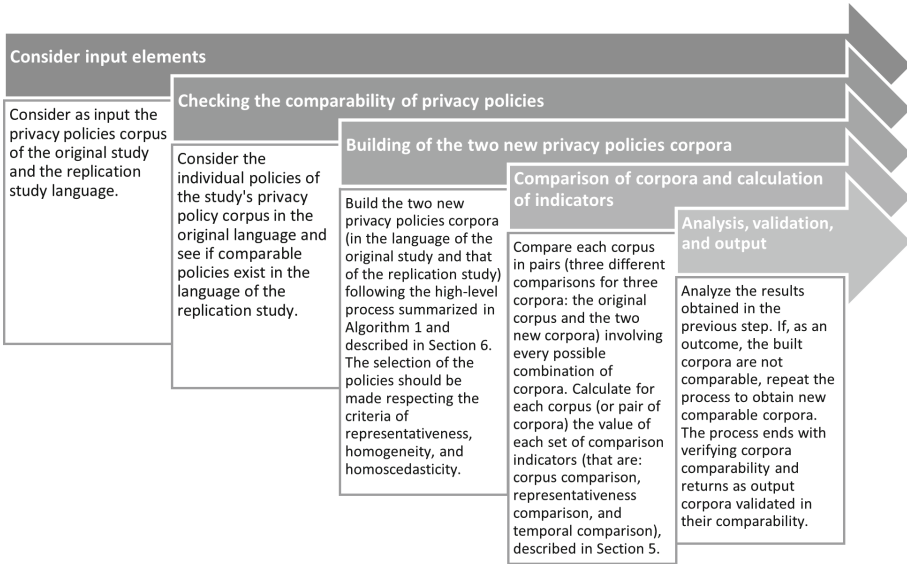 Consider input elements
Consider as input the
privacy policies corpus
of the original study
and the replication
study language.
Checking the comparability of privacy policies
Consider the
individual policies of
the study's privacy
policy corpus in the
original language and
see if comparable
policies exist in the
language of the
replication study.
Building of the two new privacy policies corpora
Build the two new
privacy policies corpora
(in the language of the
original study and that
of the replication study)
following the high-level
process summarized in
Algorithm 1 and
described in Section 6.
The selection of the
policies should be
made respecting the
criteria of
representativeness,
homogeneity, and
homoscedasticity.
Comparison of corpora and calculation
of indicators
Compare each corpus
in pairs (three different
comparisons for three
corpora: the original
corpus and the two
new corpora) involving
every possible
combination of
corpora. Calculate for
each corpus (or pair of
corpora) the value of
each set of comparison
indicators (that are:
corpus comparison,
representativeness
comparison, and
temporal comparison),
described in Section 5.
Analysis, validation,
and output
Analyze the results
obtained in the
previous step. If, as an
outcome, the built
corpora are not
comparable, repeat the
process to obtain new
comparable corpora.
The process ends with
verifying corpora
comparability and
returns as output
corpora validated in
their comparability.